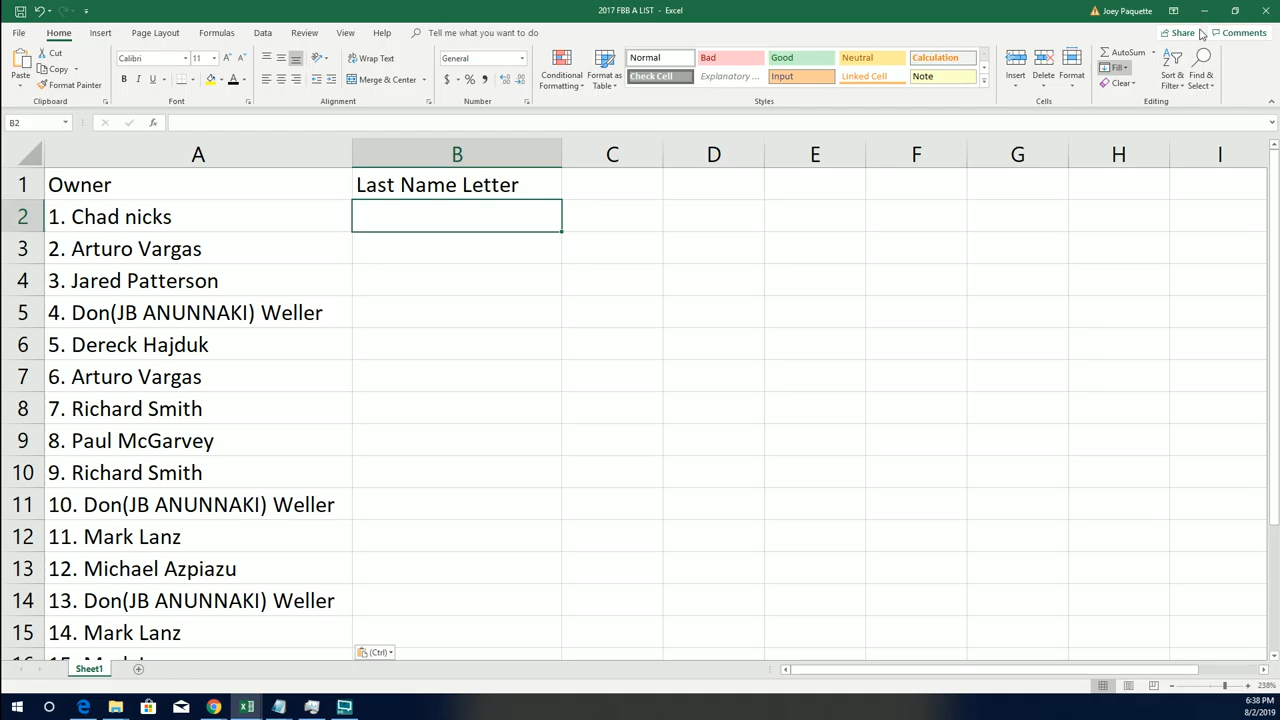 2017 FBB A LIST - Excel
Joey Paquette
File Home Insert Page Layout Formulas Data Review View Help Tell me what you want to do
Share Comments
Paste
Cut
Copy
Format Painter
Clipboard
Calibri 11
B I U
Font
Wrap Text
Merge & Center
Alignment
General
$ % ,
Number
Conditional Formatting
Format as Table
Normal Bad Good Neutral Calculation
Check Cell Explanatory ... Input Linked Cell Note
Styles
Insert Delete Format
Cells
AutoSum
Fill
Clear
Sort & Filter
Find & Select
Editing
B2
fx
A B C D E F G H I
1 Owner Last Name Letter
2 1. Chad nicks
3 2. Arturo Vargas
4 3. Jared Patterson
5 4. Don(JB ANUNNAKI) Weller
6 5. Dereck Hajduk
7 6. Arturo Vargas
8 7. Richard Smith
9 8. Paul McGarvey
10 9. Richard Smith
11 10. Don(JB ANUNNAKI) Weller
12 11. Mark Lanz
13 12. Michael Azpiazu
14 13. Don(JB ANUNNAKI) Weller
15 14. Mark Lanz
(Ctrl)
Sheet1
238%
6:38 PM
8/2/2019